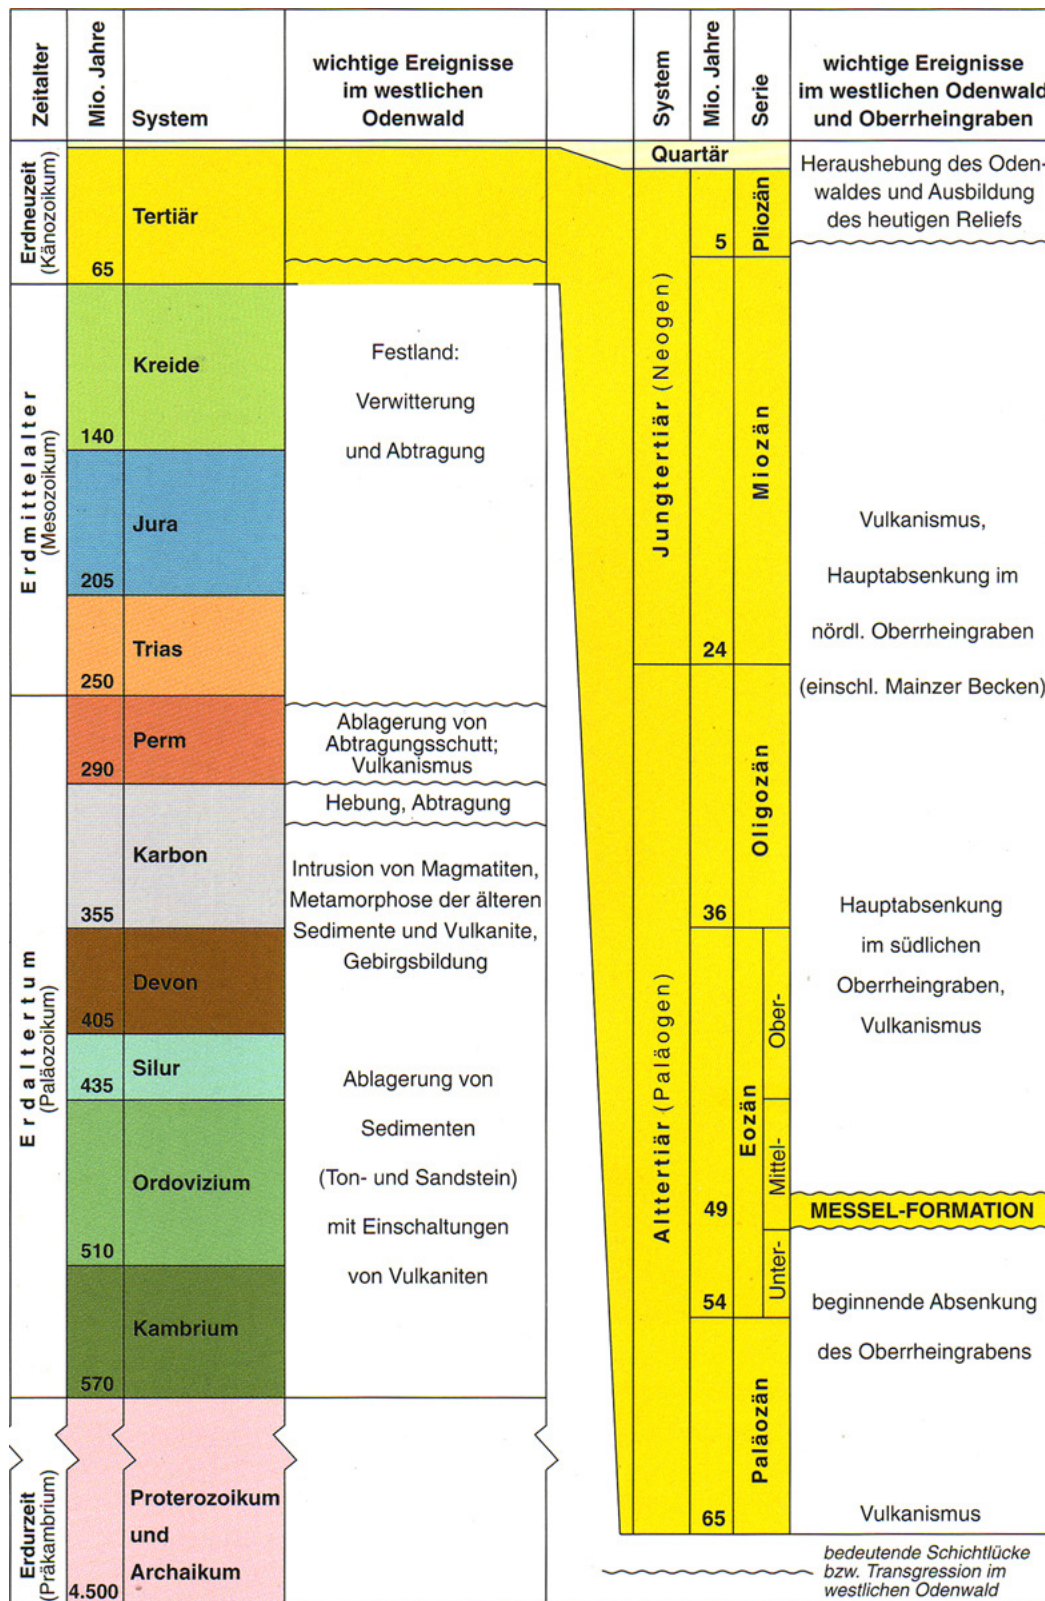 Zeitalter
Mio. Jahre
System
wichtige Ereignisse
im westlichen
Odenwald
Erdneuzeit
(Känozoikum)
Tertiär
65
Erdmittelalter
(Mesozoikum)
Kreide
140
Jura
205
Trias
250
Festland:
Verwitterung
und Abtragung
Erdaltertum
(Paläozoikum)
Perm
290
Ablagerung von
Abtragungsschutt;
Vulkanismus
Hebung, Abtragung
Karbon
355
Intrusion von Magmatiten,
Metamorphose der älteren
Sedimente und Vulkanite,
Gebirgsbildung
Devon
405
Silur
435
Ordovizium
510
Kambrium
570
Ablagerung von
Sedimenten
(Ton- und Sandstein)
mit Einschaltungen
von Vulkaniten
Erdurzeit
(Präkambrium)
Proterozoikum
und
Archaikum
4.500
System
Mio. Jahre
Serie
wichtige Ereignisse
im westlichen Odenwald
und Oberrheingraben
Quartär
Heraushebung des Oden-
waldes und Ausbildung
des heutigen Reliefs
Jungtertiär (Neogen)
Pliozän
5
Miozän
24
Vulkanismus,
Hauptabsenkung im
nördl. Oberrheingraben
(einschl. Mainzer Becken)
Alttertiär (Paläogen)
Oligozän
36
Hauptabsenkung
im südlichen
Oberrheingraben,
Vulkanismus
Eozän
Ober-
Mittel-
49
MESSEL-FORMATION
Unter-
54
beginnende Absenkung
des Oberrheingrabens
Paläozän
65
Vulkanismus
bedeutende Schichtlücke
bzw. Transgression im
westlichen Odenwald